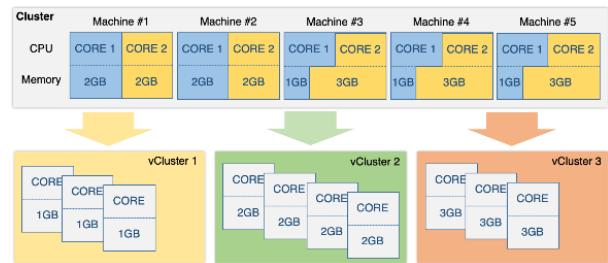 Cluster Machine #1 Machine #2 Machine #3 Machine #4 Machine #5
CPU CORE 1 CORE 2 CORE 1 CORE 2 CORE 1 CORE 2 CORE 1 CORE 2 CORE 1 CORE 2
Memory 2GB 2GB 2GB 2GB 1GB 3GB 1GB 3GB 1GB 3GB
vCluster 1
CORE
1GB
CORE
1GB
CORE
1GB
vCluster 2
CORE
2GB
CORE
2GB
CORE
2GB
CORE
2GB
vCluster 3
CORE
3GB
CORE
3GB
CORE
3GB